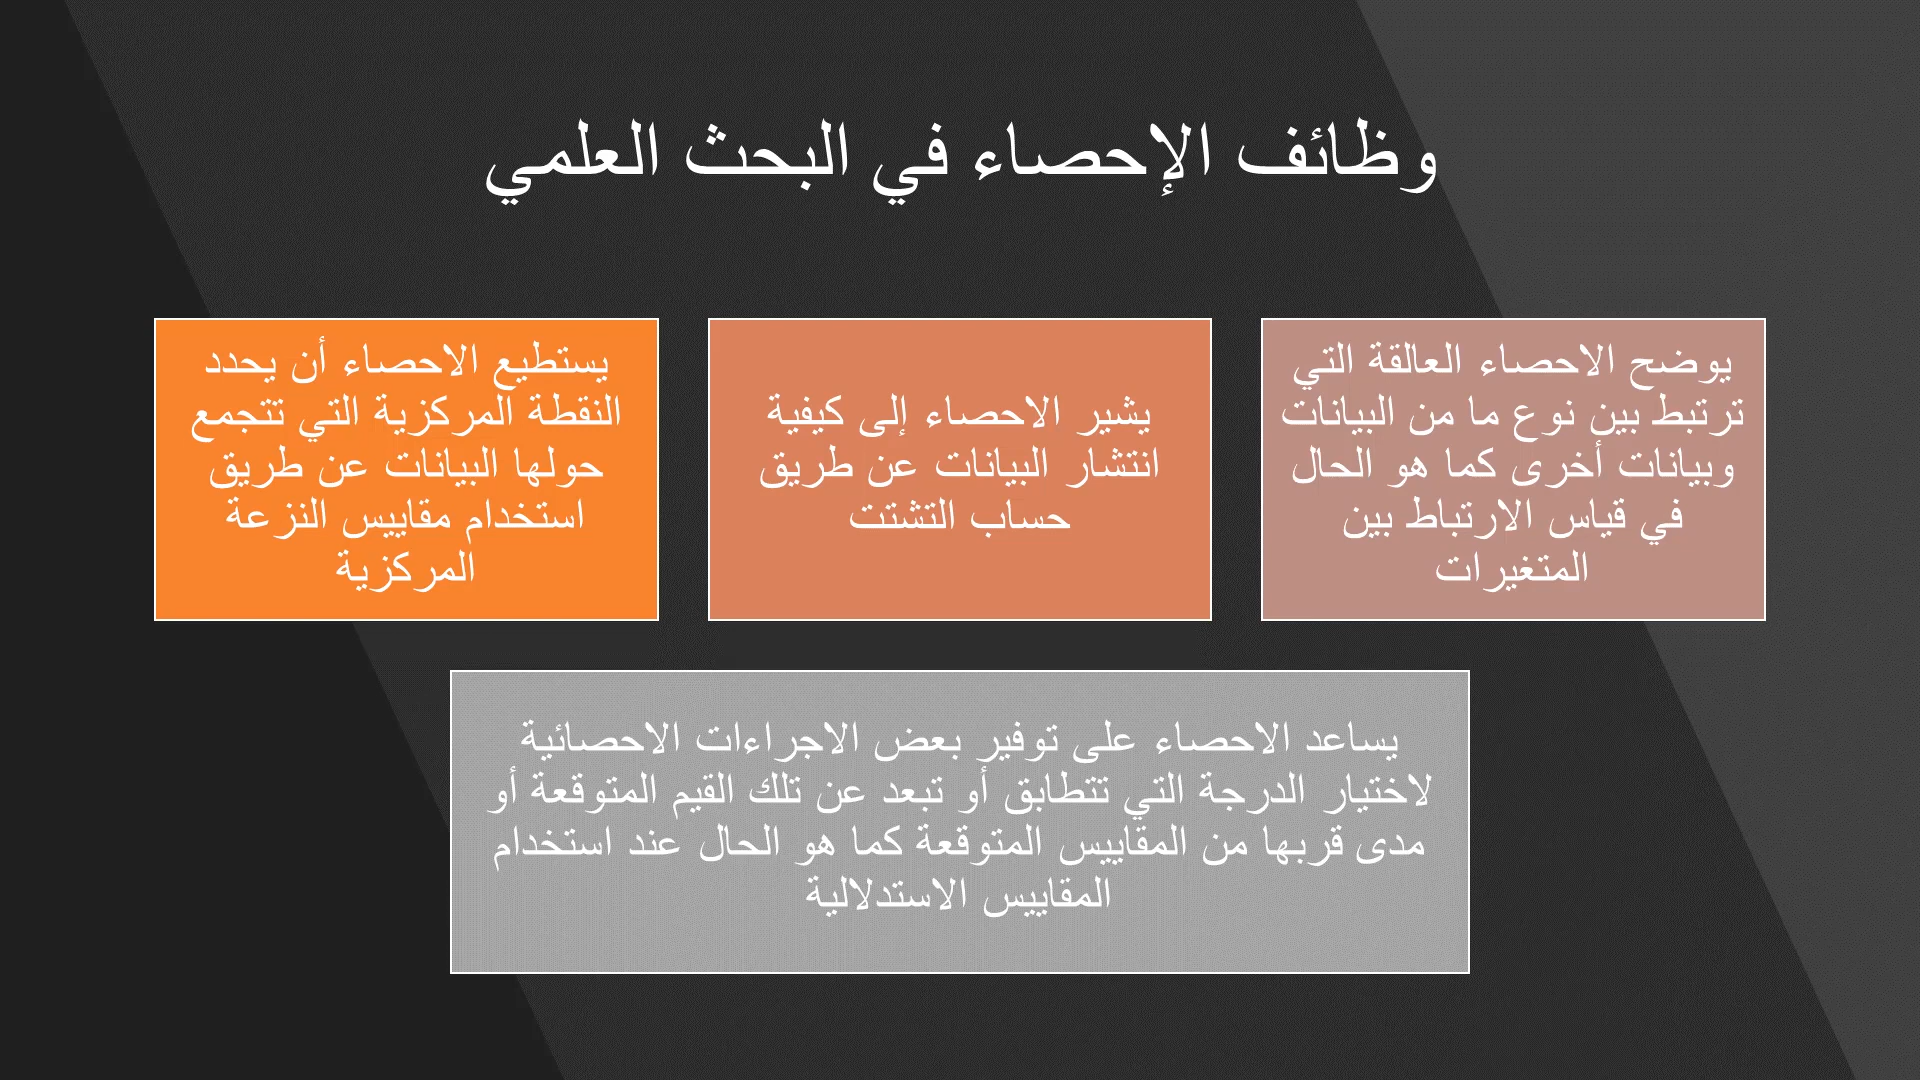 وظائف الإحصاء في البحث العلمي
يوضح الاحصاء العالقة التي
ترتبط بين نوع ما من البيانات
وبيانات أخرى كما هو الحال
في قياس الارتباط بين
المتغيرات
يشير الاحصاء إلى كيفية
انتشار البيانات عن طريق
حساب التشتت
يستطيع الاحصاء أن يحدد
النقطة المركزية التي تتجمع
حولها البيانات عن طريق
استخدام مقاييس النزعة
المركزية
يساعد الاحصاء على توفير بعض الاجراءات الاحصائية
لاختيار الدرجة التي تتطابق أو تبعد عن تلك القيم المتوقعة أو
مدى قربها من المقاييس المتوقعة كما هو الحال عند استخدام
المقاييس الاستدلالية